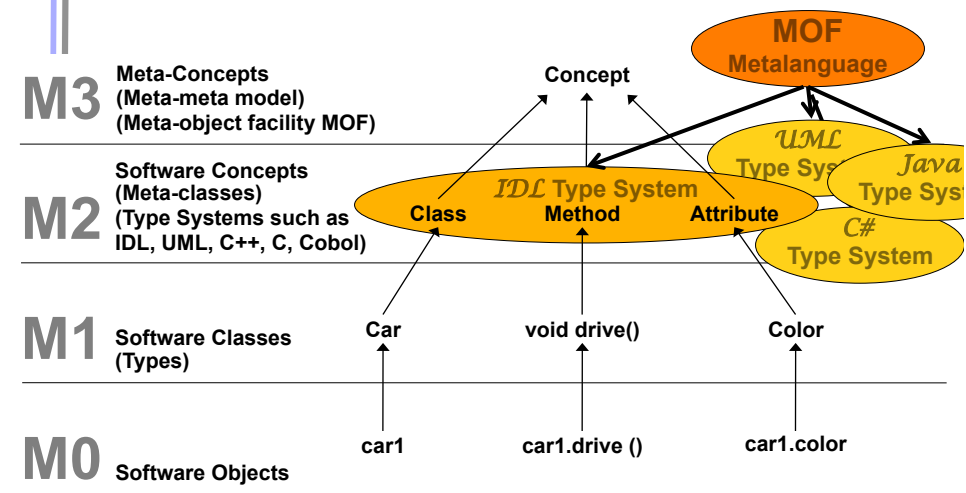 MOF
Metalanguage
M3
Meta-Concepts
(Meta-meta model)
(Meta-object facility MOF)
Concept
UML
Type Sys
Java
Type Syst
C#
Type System
M2
Software Concepts
(Meta-classes)
(Type Systems such as
IDL, UML, C++, C, Cobol)
IDL Type System
Class
Method
Attribute
M1
Software Classes
(Types)
Car
void drive()
Color
M0
Software Objects
car1
car1.drive ()
car1.color